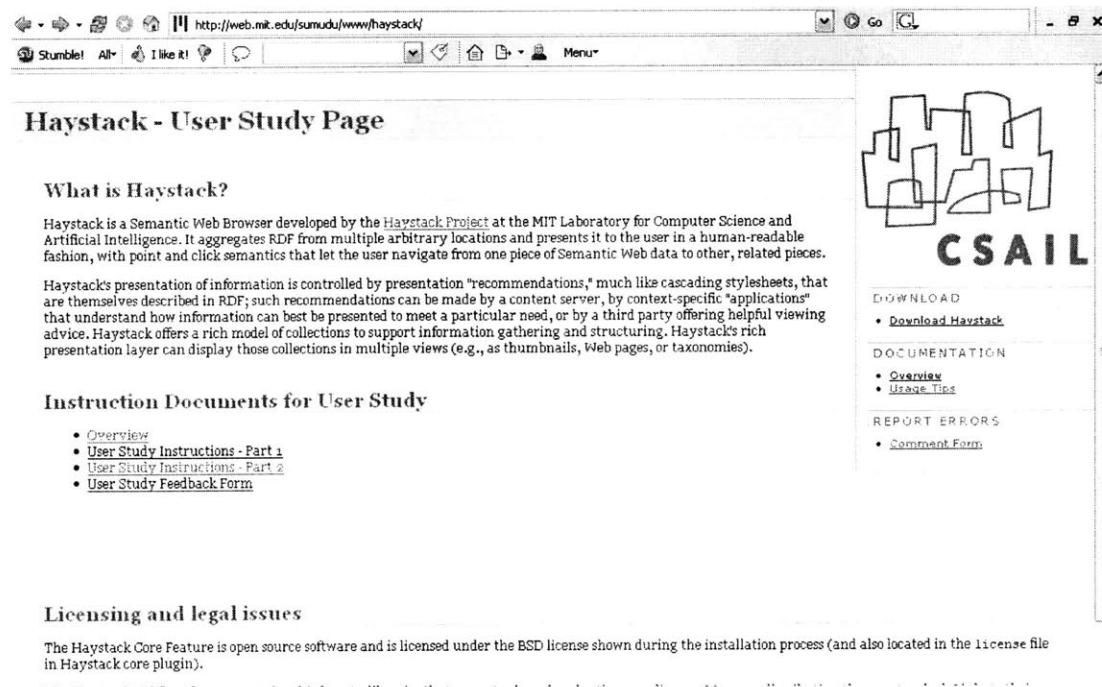 http://web.mit.edu/sumudu/www/haystack/
Go
Stumble! All I like it! Menu
Haystack - User Study Page
What is Haystack?
Haystack is a Semantic Web Browser developed by the Haystack Project at the MIT Laboratory for Computer Science and
Artificial Intelligence. It aggregates RDF from multiple arbitrary locations and presents it to the user in a human-readable
fashion, with point and click semantics that let the user navigate from one piece of Semantic Web data to other, related pieces.
Haystack's presentation of information is controlled by presentation "recommendations," much like cascading stylesheets, that
are themselves described in RDF; such recommendations can be made by a content server, by context-specific "applications"
that understand how information can best be presented to meet a particular need, or by a third party offering helpful viewing
advice. Haystack offers a rich model of collections to support information gathering and structuring. Haystack's rich
presentation layer can display those collections in multiple views (e.g., as thumbnails, Web pages, or taxonomies).
Instruction Documents for User Study
• Overview
• User Study Instructions - Part 1
• User Study Instructions - Part 2
• User Study Feedback Form
CSAIL
DOWNLOAD
• Download Haystack
DOCUMENTATION
• Overview
• Usage Tips
REPORT ERRORS
• Comment Form
Licensing and legal issues
The Haystack Core Feature is open source software and is licensed under the BSD license shown during the installation process (and also located in the license file
in Haystack core plugin).